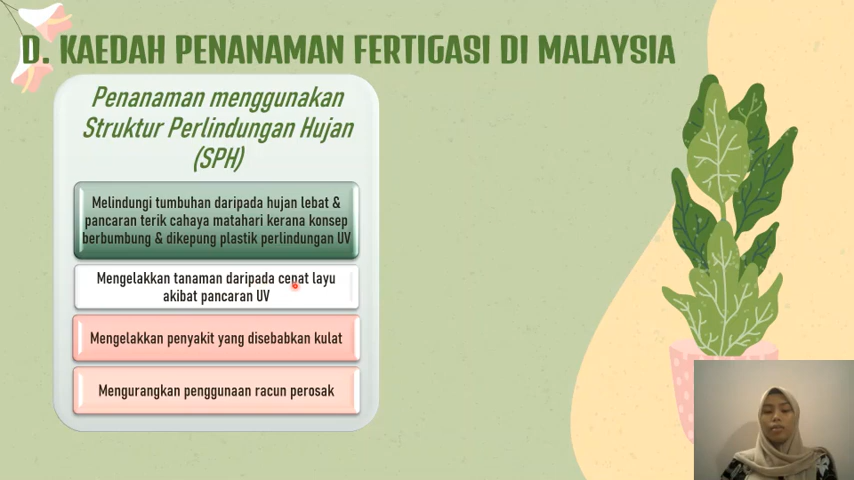 D. KAEDAH PENANAMAN FERTIGASI DI MALAYSIA
Penanaman menggunakan
Struktur Perlindungan Hujan
(SPH)
Melindungi tumbuhan daripada hujan lebat &
pancaran terik cahaya matahari kerana konsep
berbumbung & dikepung plastik perlindungan UV
Mengelakkan tanaman daripada cepat layu
akibat pancaran UV
Mengelakkan penyakit yang disebabkan kulat
Mengurangkan penggunaan racun perosak